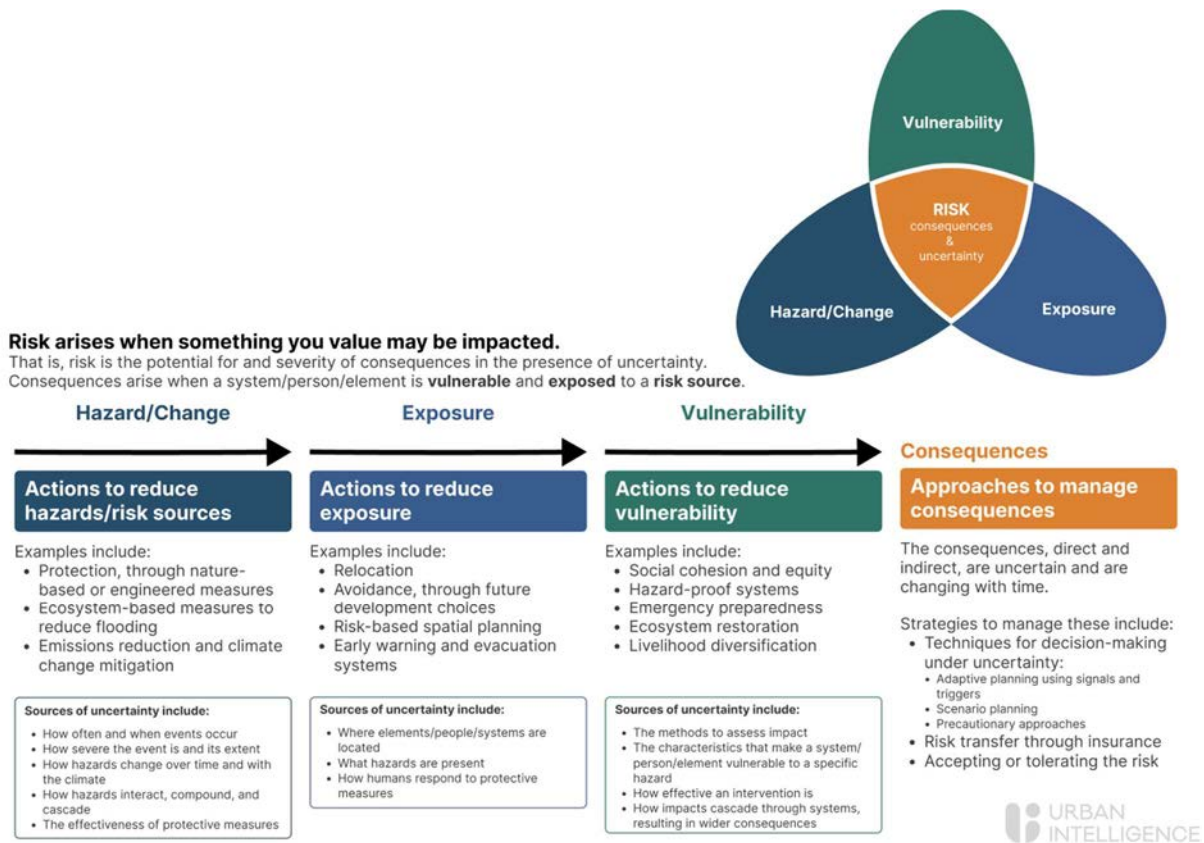 Vulnerability
RISK
consequences
&
uncertainty
Hazard/Change
Exposure
Risk arises when something you value may be impacted.
That is, risk is the potential for and severity of consequences in the presence of uncertainty.
Consequences arise when a system/person/element is vulnerable and exposed to a risk source.
Hazard/Change
Actions to reduce
hazards/risk sources
Examples include:
• Protection, through nature-
based or engineered measures
• Ecosystem-based measures to
reduce flooding
• Emissions reduction and climate
change mitigation
Sources of uncertainty include:
• How often and when events occur
• How severe the event is and its extent
• How hazards change over time and with
the climate
• How hazards interact, compound, and
cascade
• The effectiveness of protective measures
Exposure
Actions to reduce
exposure
Examples include:
• Relocation
• Avoidance, through future
development choices
• Risk-based spatial planning
• Early warning and evacuation
systems
Sources of uncertainty include:
• Where elements/people/systems are
located
• What hazards are present
• How humans respond to protective
measures
Vulnerability
Actions to reduce
vulnerability
Examples include:
• Social cohesion and equity
• Hazard-proof systems
• Emergency preparedness
• Ecosystem restoration
• Livelihood diversification
Sources of uncertainty include:
• The methods to assess impact
• The characteristics that make a system/
person/element vulnerable to a specific
hazard
• How effective an intervention is
• How impacts cascade through systems,
resulting in wider consequences
Consequences
Approaches to manage
consequences
The consequences, direct and
indirect, are uncertain and are
changing with time.
Strategies to manage these include:
• Techniques for decision-making
under uncertainty:
• Adaptive planning using signals and
triggers
• Scenario planning
• Precautionary approaches
• Risk transfer through insurance
• Accepting or tolerating the risk
URBAN
INTELLIGENCE